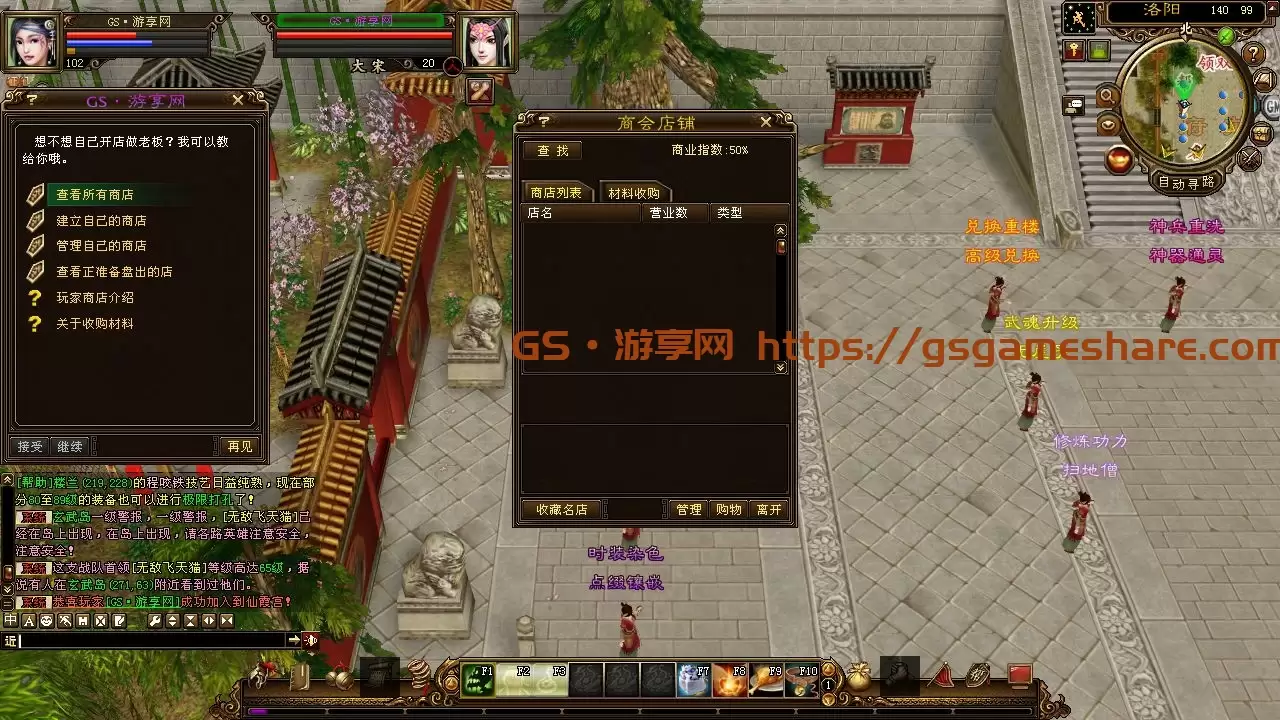 GS·游享网
102
GS·游享网
大宋
20
洛阳
140 99
北
自动寻路
GS·游享网
想不想自己开店做老板？我可以教
给你哦。
查看所有商店
建立自己的商店
管理自己的商店
查看正准备盘出的店
玩家商店介绍
关于收购材料
接受
继续
再见
商会店铺
查找
商业指数:50%
商店列表
材料收购
店名
营业数
类型
收藏名店
管理
购物
离开
兑换重楼
高级兑换
神兵重洗
神器通灵
武魂升级
GS·游享网 https://gsgameshare.com
修炼功力
扫地僧
时装染色
点缀镶嵌
[帮助]楼兰(219,228)的程咬铁技艺日益纯熟，现在部
分80至89级的装备也可以进行极限打孔了！
玄武岛一级警报，一级警报，[无敌飞天猫]已
经在岛上出现，在岛上出现，请各路英雄注意安全，
注意安全！
这支战队首领[无敌飞天猫]等级高达65级，据
说有人在玄武岛(271,63)附近看到过他们。
恭喜玩家[GS·游享网]成功加入到仙霞宫！
近
F1
F2
F3
F7
F8
F9
F10
1